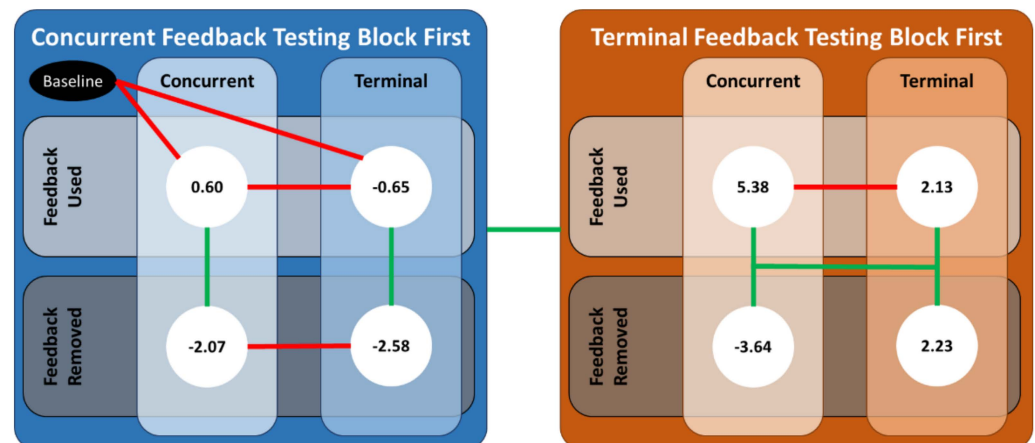 Concurrent Feedback Testing Block First
Baseline
Concurrent
Terminal
Feedback
Used
0.60
-0.65
Feedback
Removed
-2.07
-2.58
Terminal Feedback Testing Block First
Concurrent
Terminal
Feedback
Used
5.38
2.13
Feedback
Removed
-3.64
2.23